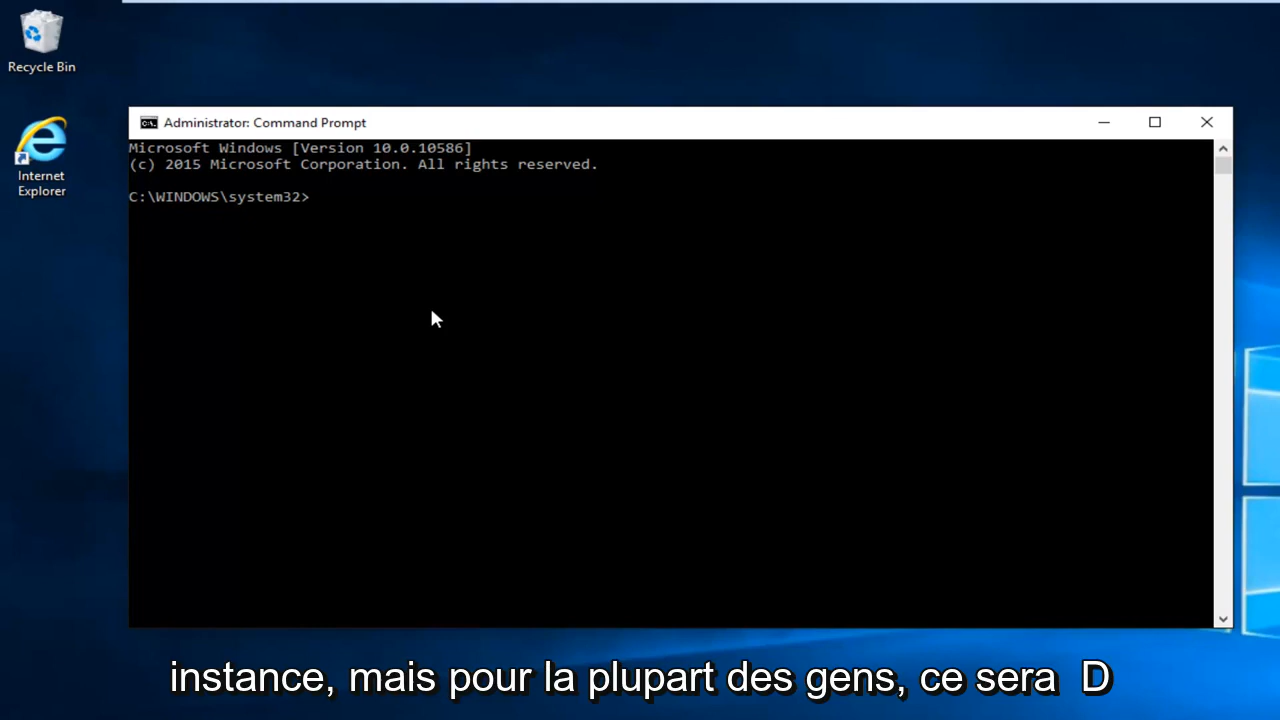 Recycle Bin
Internet
Explorer
Administrator: Command Prompt
Microsoft Windows [Version 10.0.10586]
(c) 2015 Microsoft Corporation. All rights reserved.
C:\WINDOWS\system32>
instance, mais pour la plupart des gens, ce sera  D